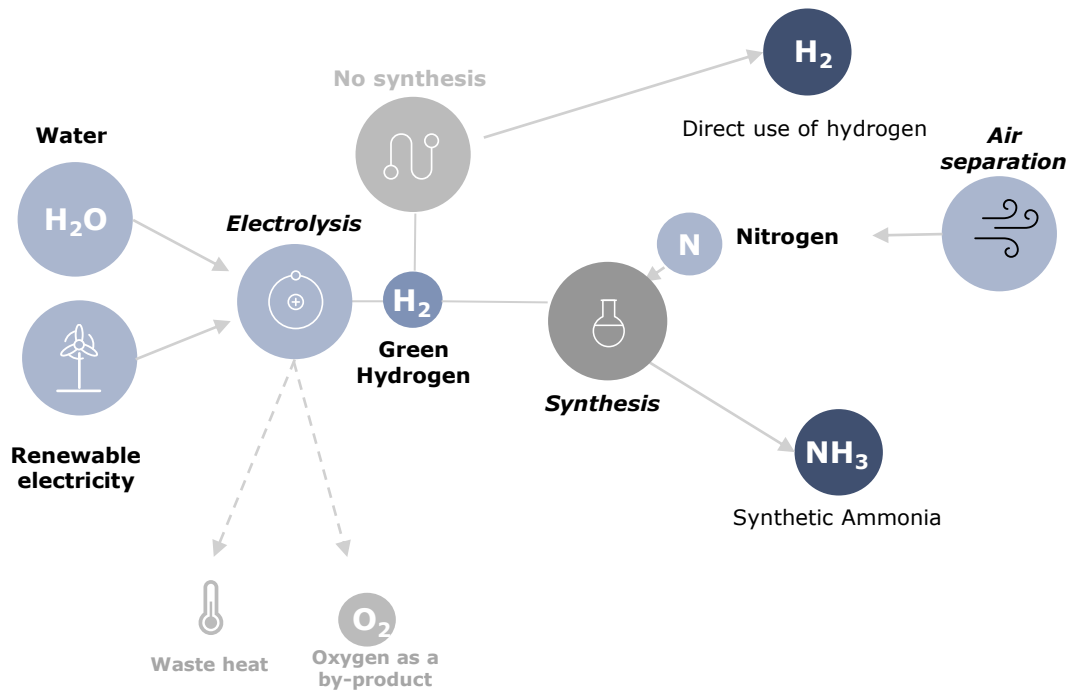 H₂
No synthesis
Direct use of hydrogen
Water
Air
separation
H₂O
Electrolysis
N
Nitrogen
H₂
Green
Hydrogen
Synthesis
Renewable
electricity
NH₃
Synthetic Ammonia
O₂
Waste heat
Oxygen as a
by-product